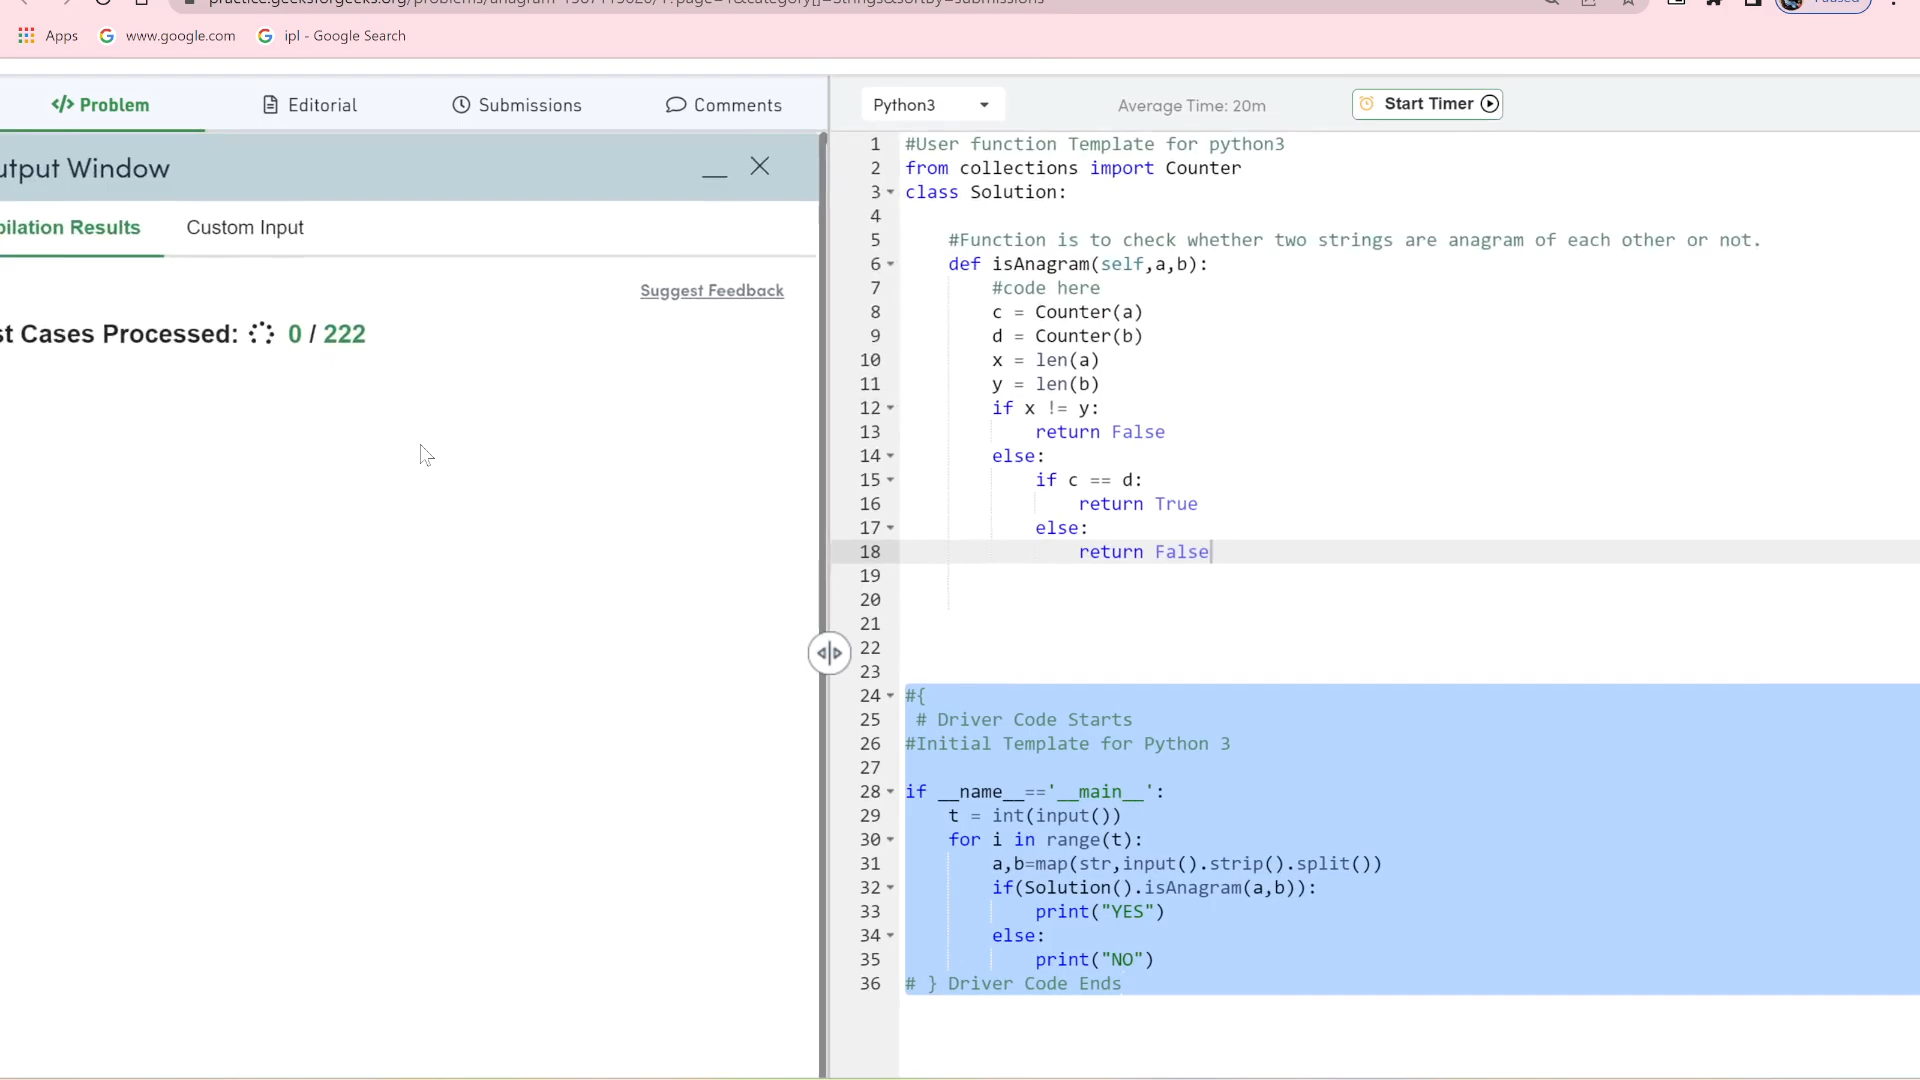 Apps www.google.com ipl - Google Search
Problem Editorial Submissions Comments
Python3 Average Time: 20m Start Timer
utput Window
pilation Results Custom Input
Suggest Feedback
st Cases Processed: 0 / 222
1 #User function Template for python3
2 from collections import Counter
3 class Solution:
4
5 #Function is to check whether two strings are anagram of each other or not.
6 def isAnagram(self,a,b):
7 #code here
8 c = Counter(a)
9 d = Counter(b)
10 x = len(a)
11 y = len(b)
12 if x != y:
13 return False
14 else:
15 if c == d:
16 return True
17 else:
18 return False
19
20
21
22
23
24 #{
25 # Driver Code Starts
26 #Initial Template for Python 3
27
28 if __name__=='__main__':
29 t = int(input())
30 for i in range(t):
31 a,b=map(str,input().strip().split())
32 if(Solution().isAnagram(a,b)):
33 print("YES")
34 else:
35 print("NO")
36 # } Driver Code Ends